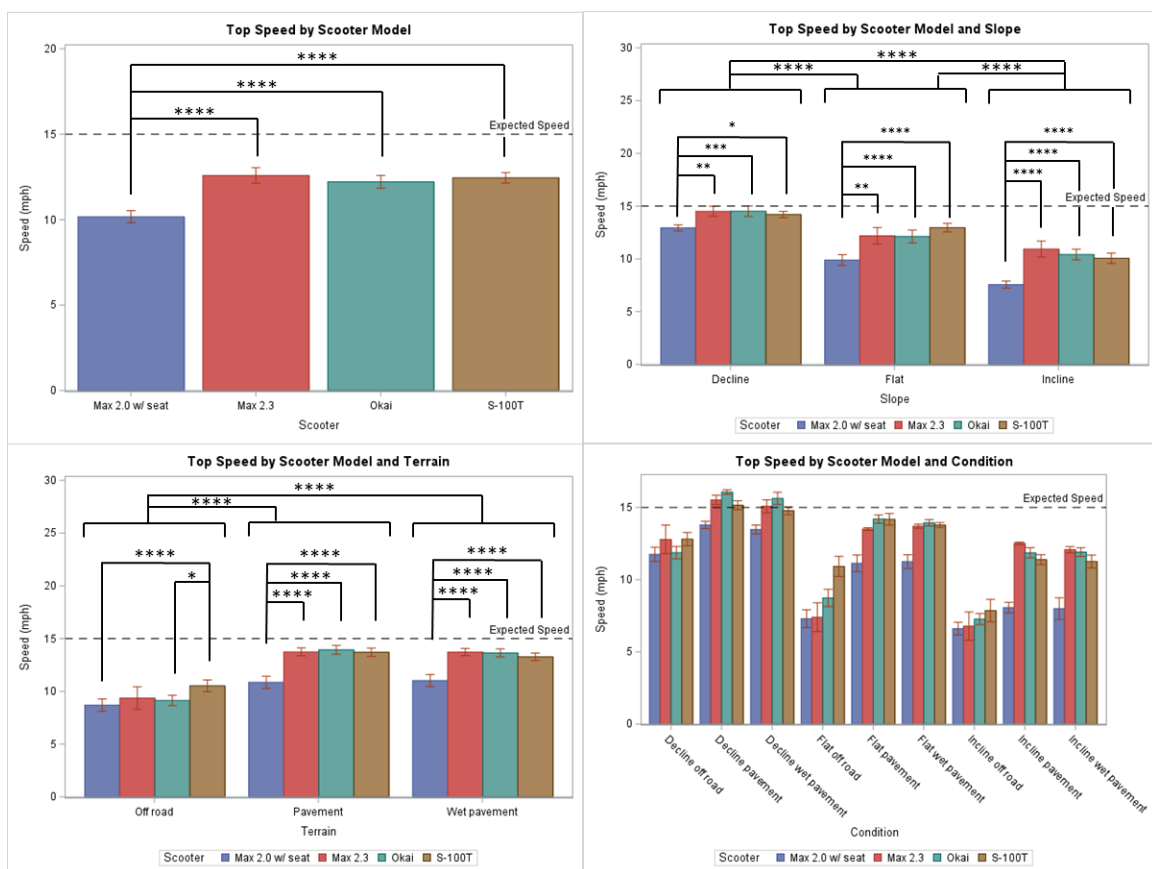 Top Speed by Scooter Model
20
15
10
5
0
Speed (mph)
****
****
****
Expected Speed
Max 2.0 w/ seat Max 2.3 Okai S-100T
Scooter
Top Speed by Scooter Model and Slope
30
25
20
15
10
5
0
Speed (mph)
****
**** ****
* **** ****
*** **** ****
** ** ****
Expected Speed
Decline Flat Incline
Slope
Scooter Max 2.0 w/ seat Max 2.3 Okai S-100T
Top Speed by Scooter Model and Terrain
30
25
20
15
10
5
0
Speed (mph)
****
****
**** **** ****
* **** ****
**** ****
Expected Speed
Off road Pavement Wet pavement
Terrain
Scooter Max 2.0 w/ seat Max 2.3 Okai S-100T
Top Speed by Scooter Model and Condition
15
10
5
0
Speed (mph)
Expected Speed
Decline off road
Decline pavement
Decline wet pavement
Flat off road
Flat pavement
Flat wet pavement
Incline off road
Incline pavement
Incline wet pavement
Condition
Scooter Max 2.0 w/ seat Max 2.3 Okai S-100T